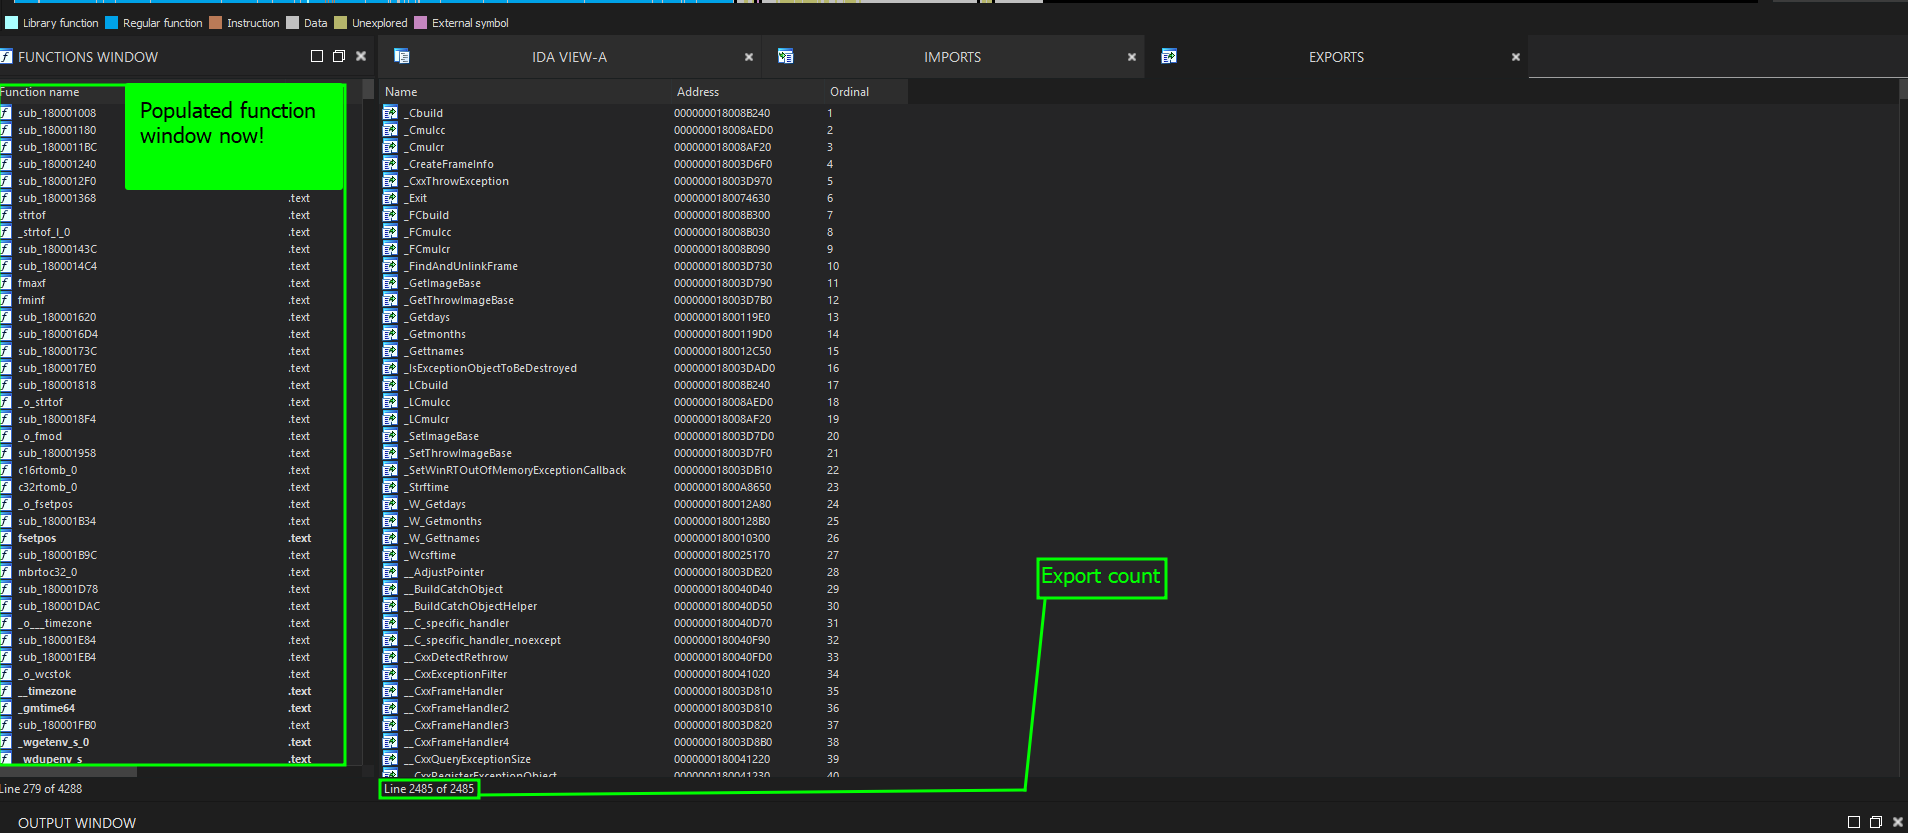 Library function Regular function Instruction Data Unexplored External symbol
FUNCTIONS WINDOW
IDA VIEW-A
IMPORTS
EXPORTS
Function name
Populated function
window now!
sub_180001008
sub_180001180
sub_1800011BC
sub_180001240
sub_1800012F0
sub_180001368 .text
strtof .text
_strtof_l_0 .text
sub_18000143C .text
sub_1800014C4 .text
fmaxf .text
fminf .text
sub_180001620 .text
sub_1800016D4 .text
sub_18000173C .text
sub_1800017E0 .text
sub_180001818 .text
_o_strtof .text
sub_1800018F4 .text
_o_fmod .text
sub_180001958 .text
c16rtomb_0 .text
c32rtomb_0 .text
_o_fsetpos .text
sub_180001B34 .text
fsetpos .text
sub_180001B9C .text
mbrtoc32_0 .text
sub_180001D78 .text
sub_180001DAC .text
_o___timezone .text
sub_180001E84 .text
sub_180001EB4 .text
_o_wcstok .text
__timezone .text
_gmtime64 .text
sub_180001FB0 .text
_wgetenv_s_0 .text
_wdupenv_s .text
Line 279 of 4288
Name Address Ordinal
_Cbuild 000000018008B240 1
_Cmulcc 000000018008AED0 2
_Cmulcr 000000018008AF20 3
_CreateFrameInfo 000000018003D6F0 4
_CxxThrowException 000000018003D970 5
_Exit 0000000180074630 6
_FCbuild 000000018008B300 7
_FCmulcc 000000018008B030 8
_FCmulcr 000000018008B090 9
_FindAndUnlinkFrame 000000018003D730 10
_GetImageBase 000000018003D790 11
_GetThrowImageBase 000000018003D7B0 12
_Getdays 00000001800119E0 13
_Getmonths 00000001800119D0 14
_Gettnames 0000000180012C50 15
_IsExceptionObjectToBeDestroyed 000000018003DAD0 16
_LCbuild 000000018008B240 17
_LCmulcc 000000018008AED0 18
_LCmulcr 000000018008AF20 19
_SetImageBase 000000018003D7D0 20
_SetThrowImageBase 000000018003D7F0 21
_SetWinRTOutOfMemoryExceptionCallback 000000018003DB10 22
_Strftime 00000001800A8650 23
_W_Getdays 0000000180012A80 24
_W_Getmonths 00000001800128B0 25
_W_Gettnames 0000000180010300 26
_Wcsftime 0000000180025170 27
__AdjustPointer 000000018003DB20 28
__BuildCatchObject 0000000180040D40 29
__BuildCatchObjectHelper 0000000180040D50 30
__C_specific_handler 0000000180040D70 31
__C_specific_handler_noexcept 0000000180040F90 32
__CxxDetectRethrow 0000000180040FD0 33
__CxxExceptionFilter 0000000180041020 34
__CxxFrameHandler 000000018003D810 35
__CxxFrameHandler2 000000018003D810 36
__CxxFrameHandler3 000000018003D820 37
__CxxFrameHandler4 000000018003D8B0 38
__CxxQueryExceptionSize 0000000180041220 39
__CxxRegisterExceptionObject 0000000180041230 40
Export count
Line 2485 of 2485
OUTPUT WINDOW